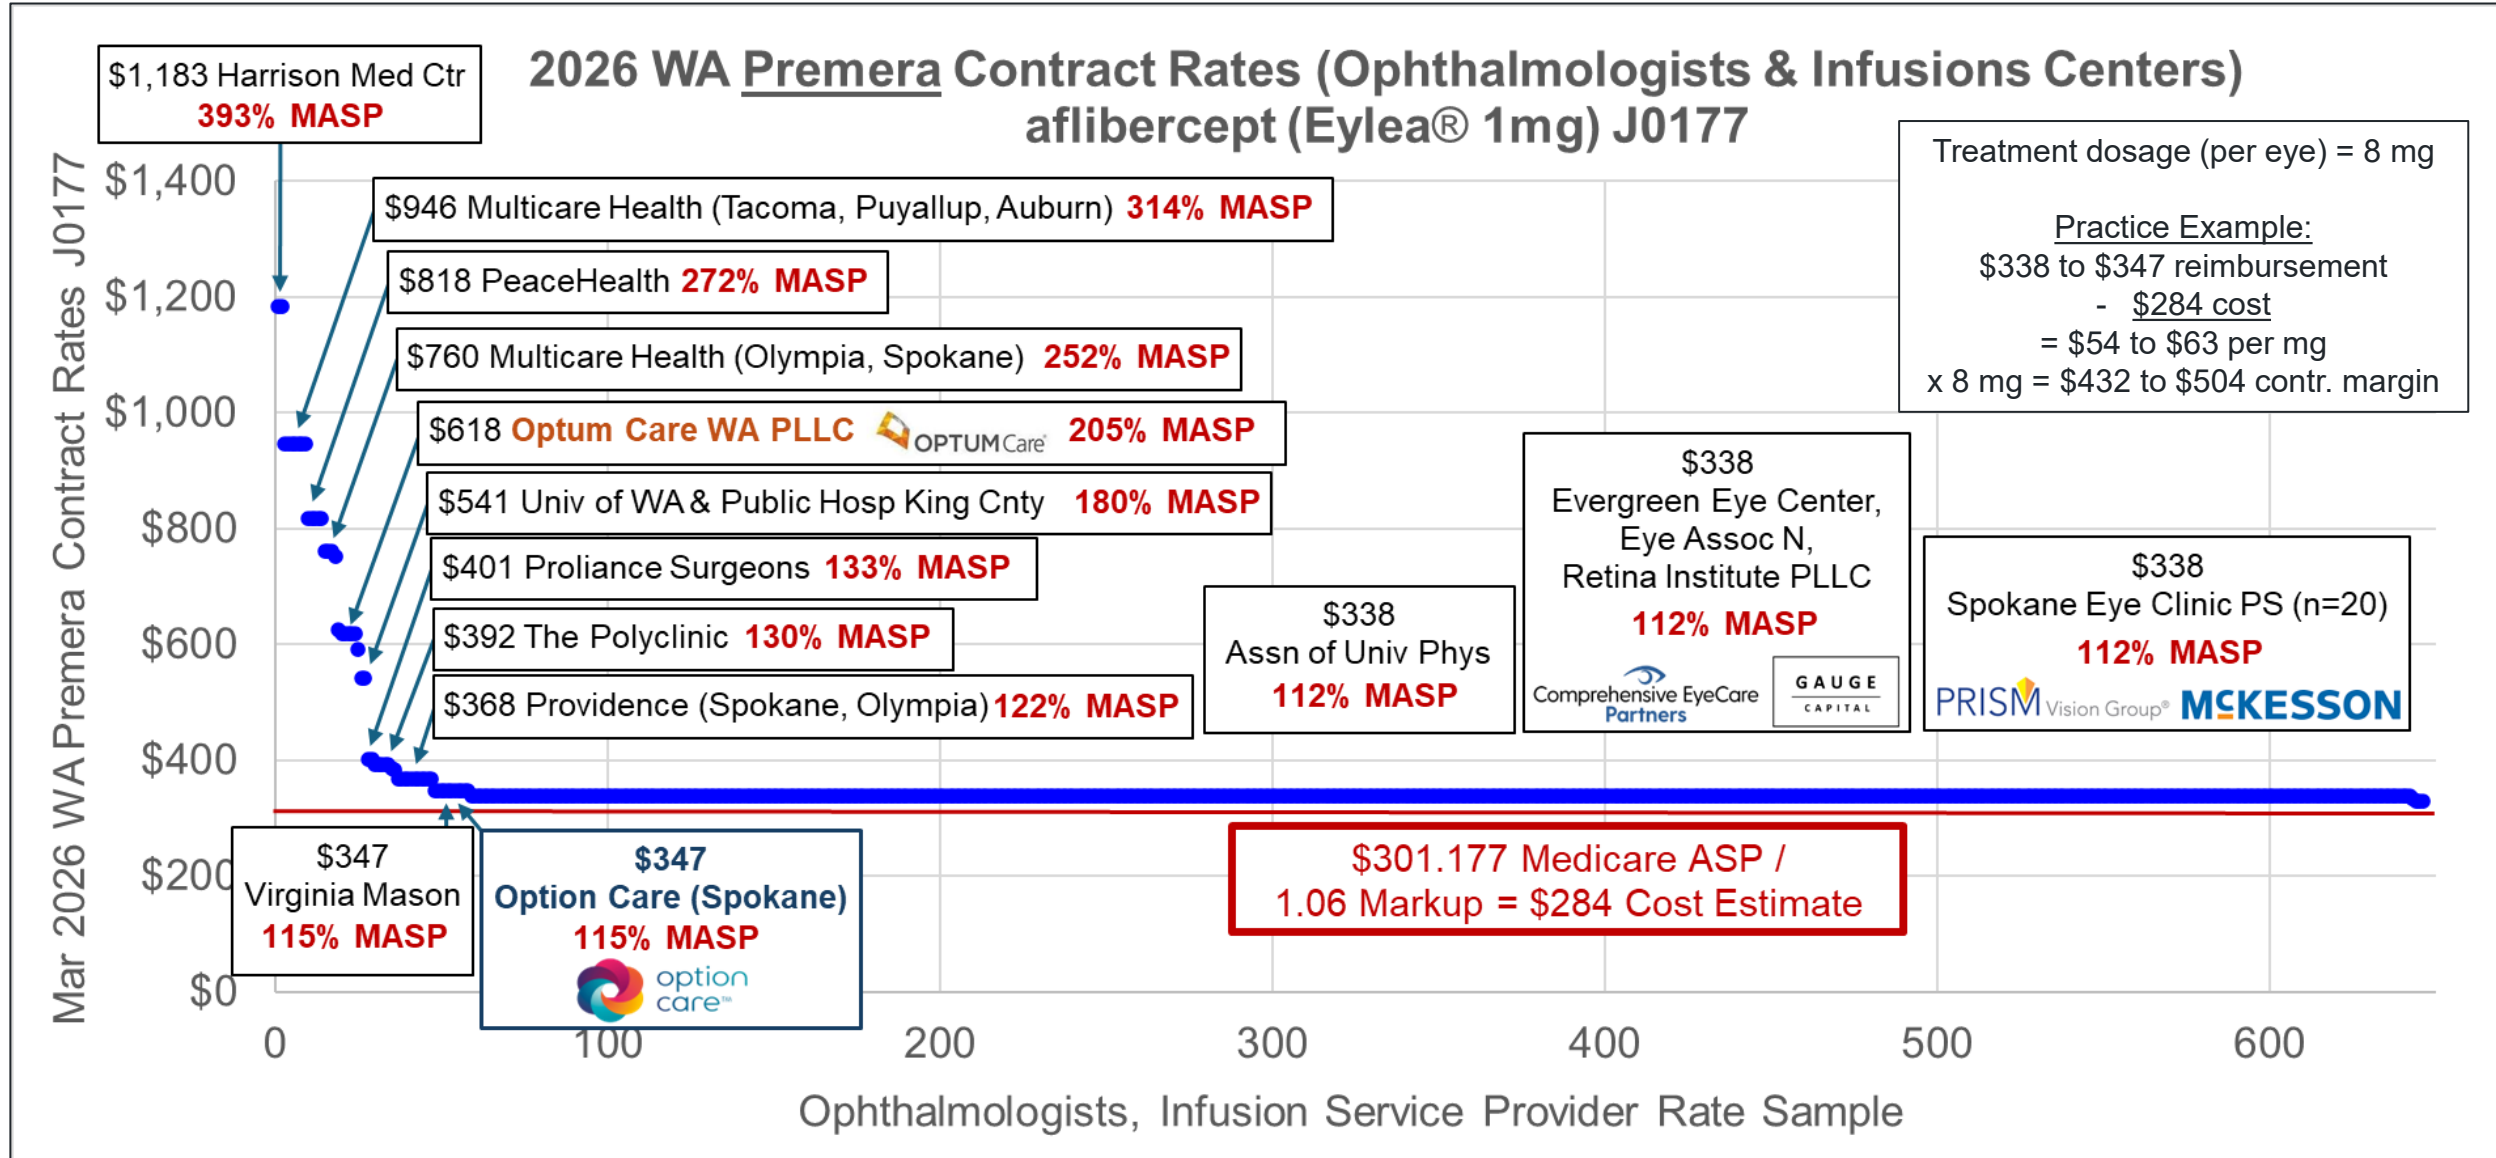 2026 WA Premera Contract Rates (Ophthalmologists & Infusions Centers)
aflibercept (Eylea® 1mg) J0177
$1,183 Harrison Med Ctr
393% MASP
Treatment dosage (per eye) = 8 mg
Practice Example:
$338 to $347 reimbursement
- $284 cost
= $54 to $63 per mg
x 8 mg = $432 to $504 contr. margin
Mar 2026 WA Premera Contract Rates J0177
$1,400
$1,200
$1,000
$800
$600
$400
$200
$0
$946 Multicare Health (Tacoma, Puyallup, Auburn) 314% MASP
$818 PeaceHealth 272% MASP
$760 Multicare Health (Olympia, Spokane) 252% MASP
$618 Optum Care WA PLLC OPTUMCare® 205% MASP
$541 Univ of WA & Public Hosp King Cnty 180% MASP
$401 Proliance Surgeons 133% MASP
$392 The Polyclinic 130% MASP
$368 Providence (Spokane, Olympia) 122% MASP
$338
Assn of Univ Phys
112% MASP
$338
Evergreen Eye Center,
Eye Assoc N,
Retina Institute PLLC
112% MASP
Comprehensive EyeCare
Partners
GAUGE
CAPITAL
$338
Spokane Eye Clinic PS (n=20)
112% MASP
PRISM Vision Group® MCKESSON
$347
Virginia Mason
115% MASP
$347
Option Care (Spokane)
115% MASP
option
care™
$301.177 Medicare ASP /
1.06 Markup = $284 Cost Estimate
0 100 200 300 400 500 600
Ophthalmologists, Infusion Service Provider Rate Sample